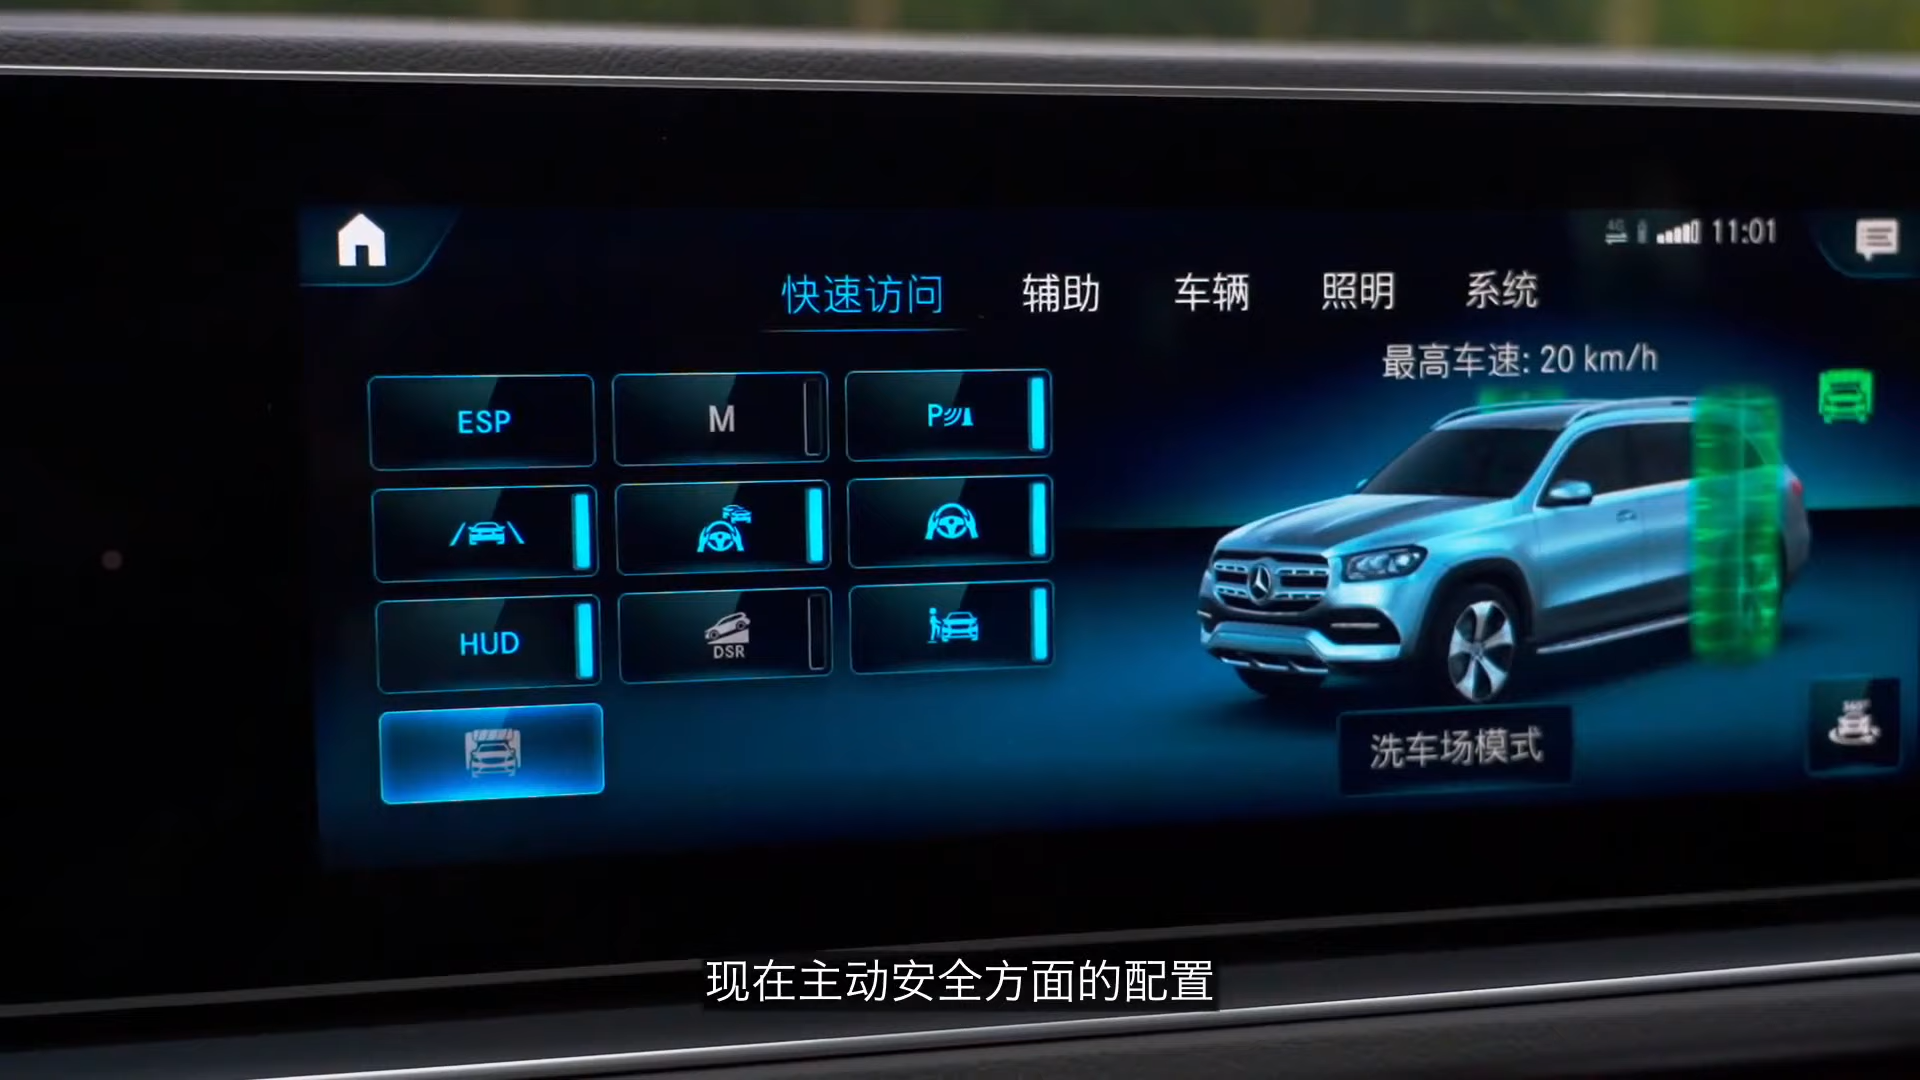 4G 11:01
快速访问 辅助 车辆 照明 系统
最高车速: 20 km/h
ESP M P
HUD DSR
360°
洗车场模式
现在主动安全方面的配置